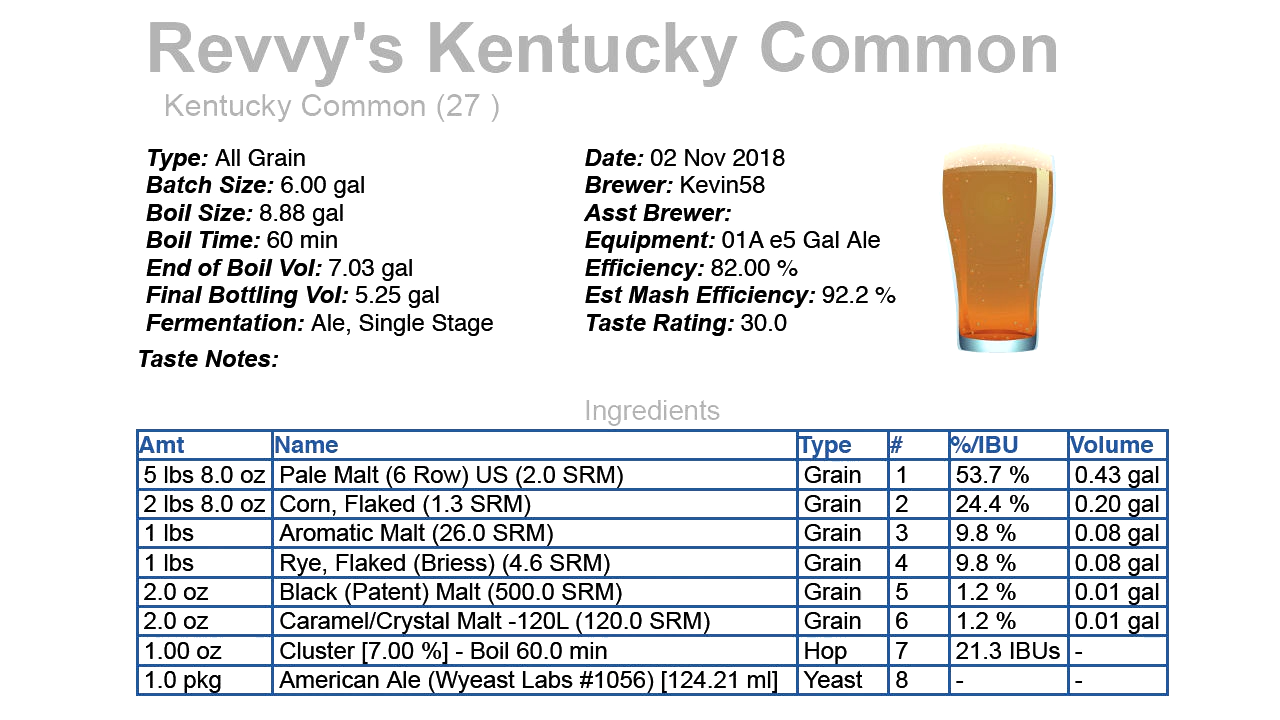 Revvy's Kentucky Common
Kentucky Common (27 )
Type: All Grain
Batch Size: 6.00 gal
Boil Size: 8.88 gal
Boil Time: 60 min
End of Boil Vol: 7.03 gal
Final Bottling Vol: 5.25 gal
Fermentation: Ale, Single Stage
Date: 02 Nov 2018
Brewer: Kevin58
Asst Brewer:
Equipment: 01A e5 Gal Ale
Efficiency: 82.00 %
Est Mash Efficiency: 92.2 %
Taste Rating: 30.0
Taste Notes:
Ingredients
Amt Name Type # %/IBU Volume
5 lbs 8.0 oz Pale Malt (6 Row) US (2.0 SRM) Grain 1 53.7 % 0.43 gal
2 lbs 8.0 oz Corn, Flaked (1.3 SRM) Grain 2 24.4 % 0.20 gal
1 lbs Aromatic Malt (26.0 SRM) Grain 3 9.8 % 0.08 gal
1 lbs Rye, Flaked (Briess) (4.6 SRM) Grain 4 9.8 % 0.08 gal
2.0 oz Black (Patent) Malt (500.0 SRM) Grain 5 1.2 % 0.01 gal
2.0 oz Caramel/Crystal Malt -120L (120.0 SRM) Grain 6 1.2 % 0.01 gal
1.00 oz Cluster [7.00 %] - Boil 60.0 min Hop 7 21.3 IBUs -
1.0 pkg American Ale (Wyeast Labs #1056) [124.21 ml] Yeast 8 - -